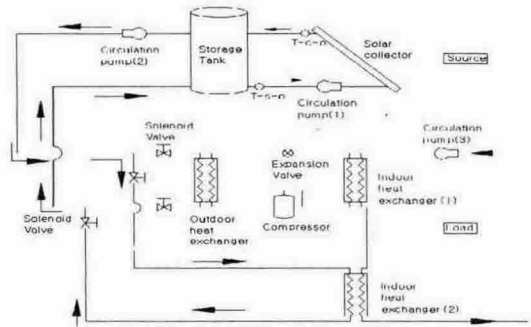 Circulation
pump(2)
Storage
Tank
T-c-n
Solar
collector
Source
T-s-n
Circulation
pump(1)
Solenoid
Valve
Expansion
Valve
Circulation
pump(3)
Solenoid
Valve
Outdoor
heat
exchanger
Compressor
Indoor
heat
exchanger(1)
Load
Indoor
heat
exchanger(2)